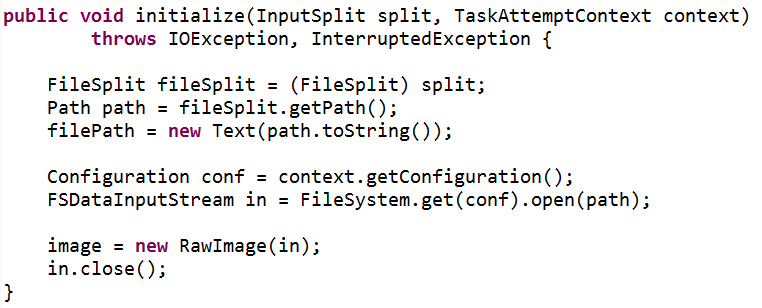 public void initialize(InputSplit split, TaskAttemptContext context)
throws IOException, InterruptedException {
FileSplit fileSplit = (FileSplit) split;
Path path = fileSplit.getPath();
filePath = new Text(path.toString());
Configuration conf = context.getConfiguration();
FSDataInputStream in = FileSystem.get(conf).open(path);
image = new RawImage(in);
in.close();
}